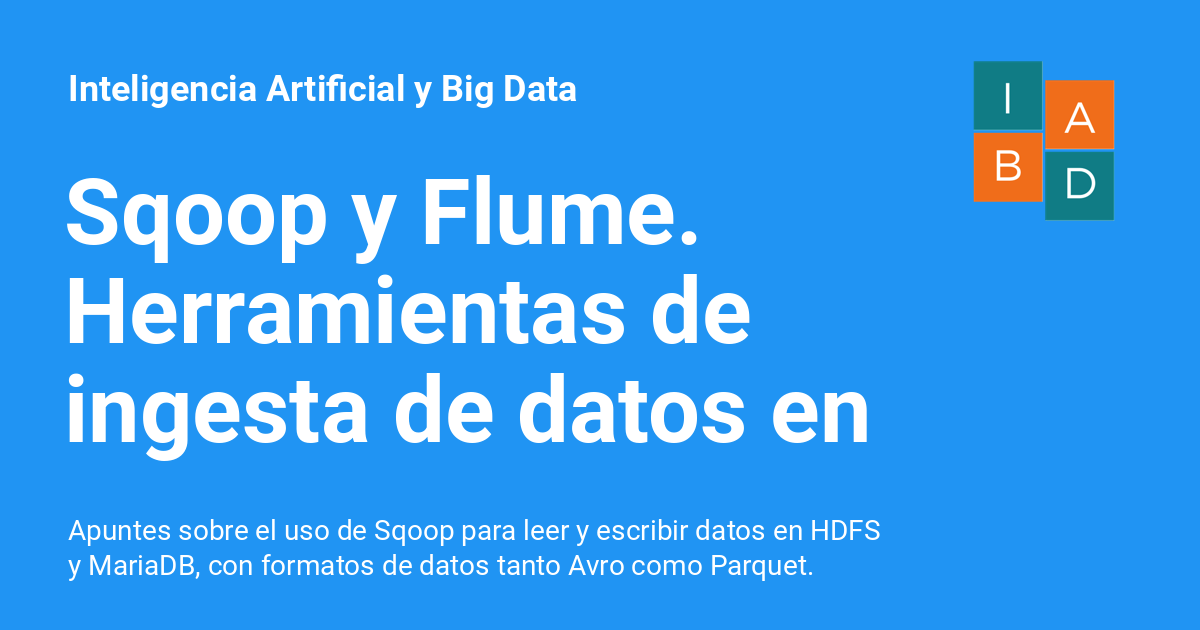 Inteligencia Artificial y Big Data
I A
B D
Sqoop y Flume.
Herramientas de
ingesta de datos en
Apuntes sobre el uso de Sqoop para leer y escribir datos en HDFS
y MariaDB, con formatos de datos tanto Avro como Parquet.